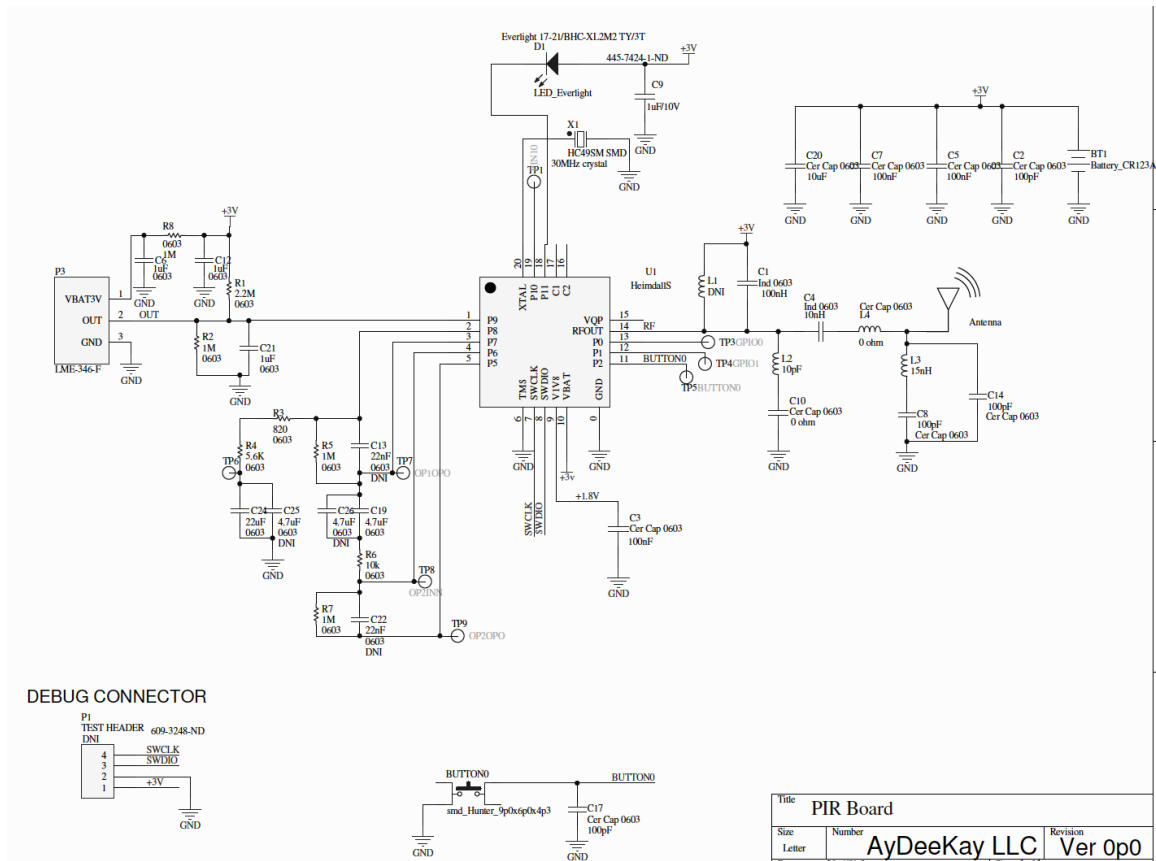 Everlight 17-21/BHC-XL2M2 TY/3T
D1
445-7424-1-ND
+3V
LED_Everlight
C9
1uF/10V
GND
X1
HC49SM SMD
30MHz crystal
GND
IN10
TP1
+3V
C20
Cer Cap 0603
10uF
GND
C7
Cer Cap 0603
100nF
GND
C5
Cer Cap 0603
100nF
GND
C2
Cer Cap 0603
100pF
GND
BT1
Battery_CR123A
GND
+3V
R8
0603
1M
C6
1uF
0603
GND
C12
1uF
0603
GND
R1
2.2M
0603
P3
VBAT3V
1
OUT
2
OUT
GND
3
LME-346-F
GND
R2
1M
0603
C21
1uF
0603
GND
U1
HeimdallS
20
19
18
17
16
XTAL
P10
P11
C1
C2
1
P9
2
P8
3
P7
4
P6
5
P5
VQP
15
RFOUT
14
RF
P0
13
P1
12
P2
11
BUTTON0
TMS
SWCLK
SWDIO
V1V8
VBAT
GND
6
7
8
9
10
0
GND
GND
+3v
+1.8V
SWCLK
SWDIO
C3
Cer Cap 0603
100nF
GND
TP3
GPIO0
TP4
GPIO1
TP5
BUTTON0
+3V
L1
DNI
C1
Ind 0603
100nH
C4
Ind 0603
10nH
Cer Cap 0603
L4
0 ohm
Antenna
L2
10pF
C10
Cer Cap 0603
0 ohm
GND
L3
15nH
C8
100pF
Cer Cap 0603
GND
C14
100pF
Cer Cap 0603
R3
820
0603
R4
5.6K
0603
TP6
R5
1M
0603
C13
22nF
0603
DNI
TP7
OP1OPO
C24
22uF
0603
C25
4.7uF
0603
DNI
GND
C26
4.7uF
0603
DNI
C19
4.7uF
0603
R6
10k
0603
TP8
OP2INN
R7
1M
0603
C22
22nF
0603
DNI
TP9
OP2OPO
DEBUG CONNECTOR
P1
TEST HEADER
609-3248-ND
DNI
4
SWCLK
3
SWDIO
2
1
+3V
GND
BUTTON0
BUTTON0
smd_Hunter_9p0x6p0x4p3
GND
C17
Cer Cap 0603
100pF
GND
Title
PIR Board
Size
Letter
Number
AyDeeKay LLC
Revision
Ver 0p0